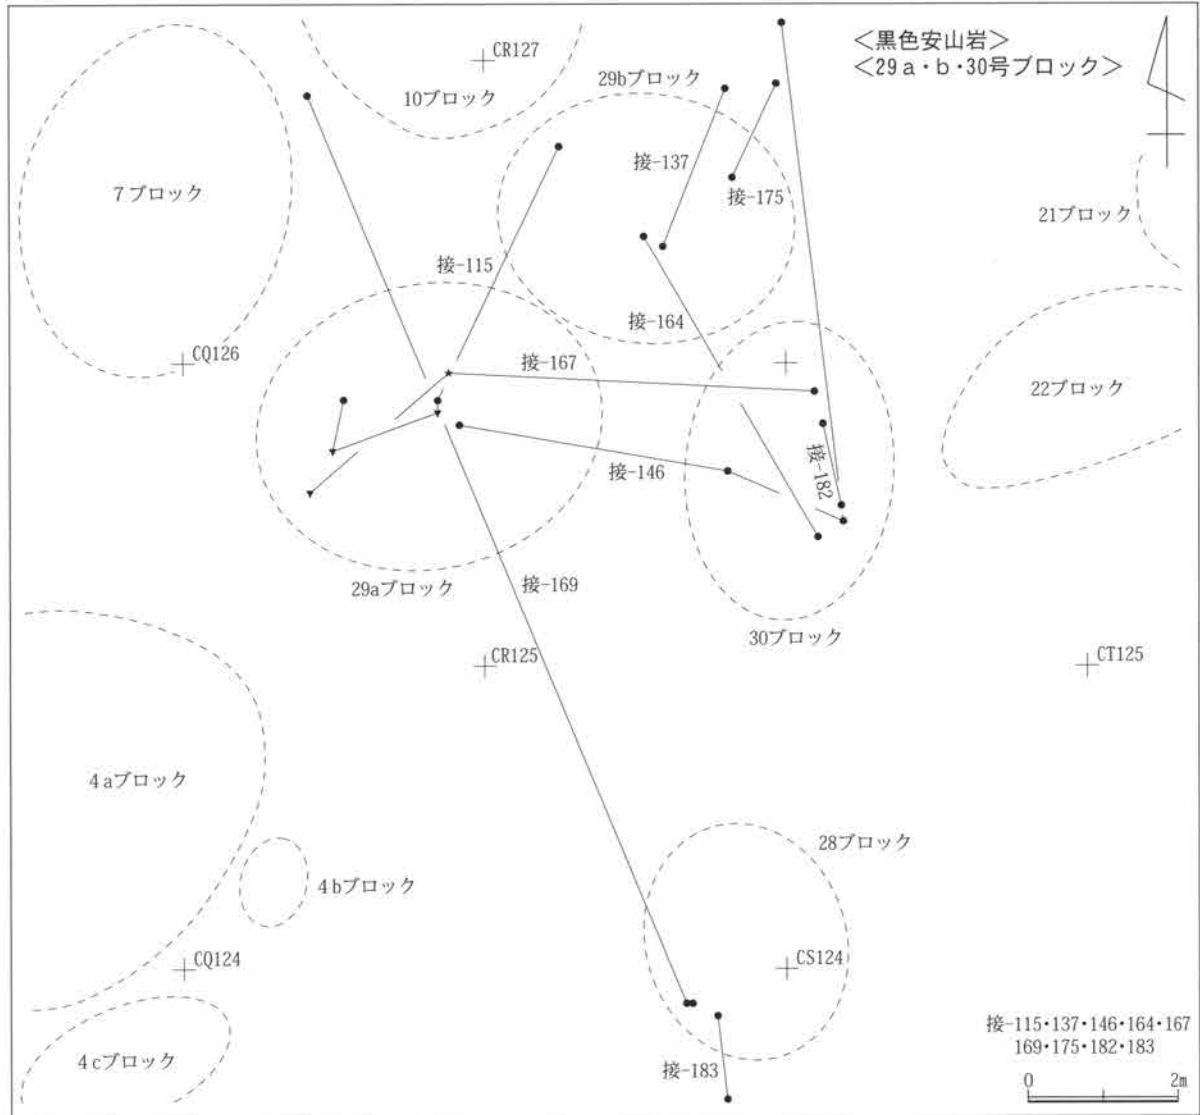 <黒色安山岩>
<29a・b・30号ブロック>
CR127
10ブロック
29bブロック
接-137
接-175
7ブロック
21ブロック
接-115
接-164
CQ126
接-167
22ブロック
接-182
接-146
29aブロック
接-169
30ブロック
CR125
CT125
4aブロック
28ブロック
4bブロック
CQ124
CS124
4cブロック
接-183
接-115・137・146・164・167
169・175・182・183
0 2m